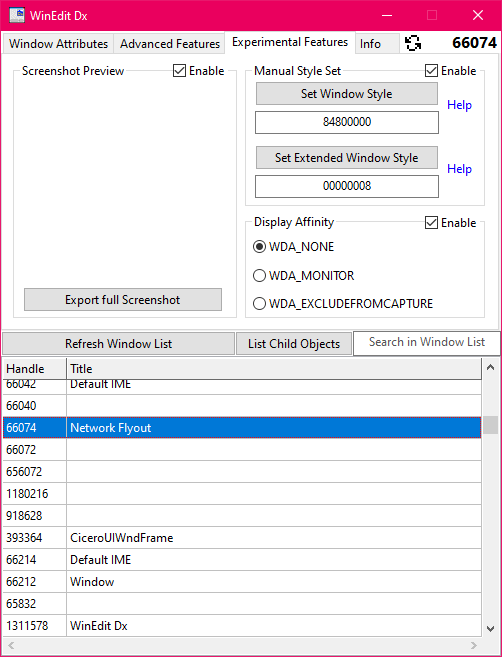 WinEdit Dx
Window Attributes Advanced Features Experimental Features Info 66074
Screenshot Preview Enable
Export full Screenshot
Manual Style Set Enable
Set Window Style
Help
84800000
Set Extended Window Style
Help
00000008
Display Affinity Enable
WDA_NONE
WDA_MONITOR
WDA_EXCLUDEFROMCAPTURE
Refresh Window List List Child Objects Search in Window List
Handle Title
66042 Default IME
66040
66074 Network Flyout
66072
656072
1180216
918628
393364 CiceroUIWndFrame
66214 Default IME
66212 Window
65832
1311578 WinEdit Dx